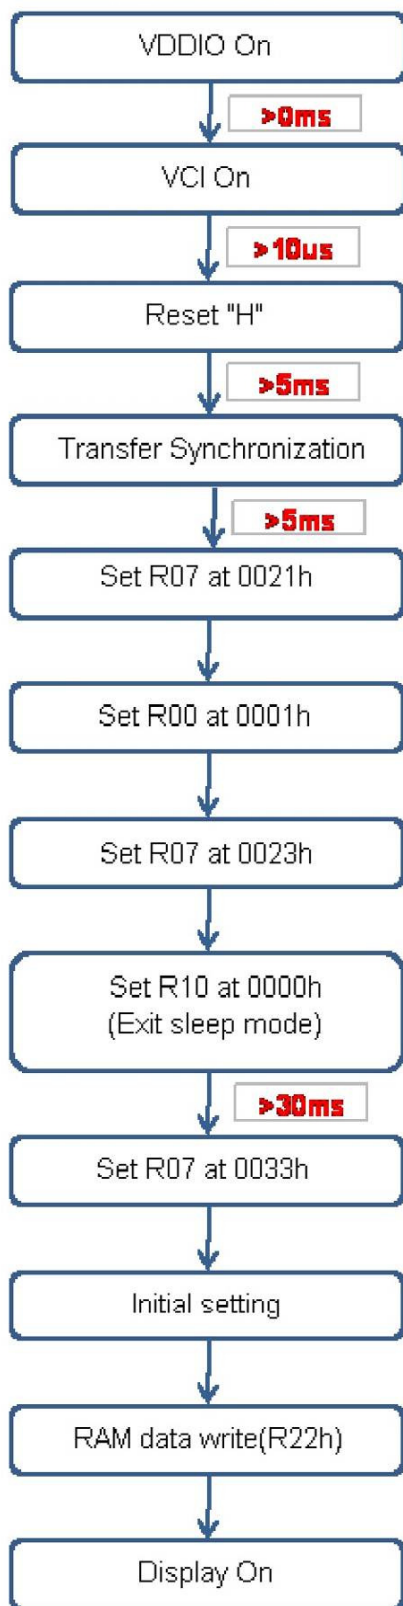 VDDIO On
>0ms
VCI On
>10us
Reset "H"
>5ms
Transfer Synchronization
>5ms
Set R07 at 0021h
Set R00 at 0001h
Set R07 at 0023h
Set R10 at 0000h
(Exit sleep mode)
>30ms
Set R07 at 0033h
Initial setting
RAM data write(R22h)
Display On